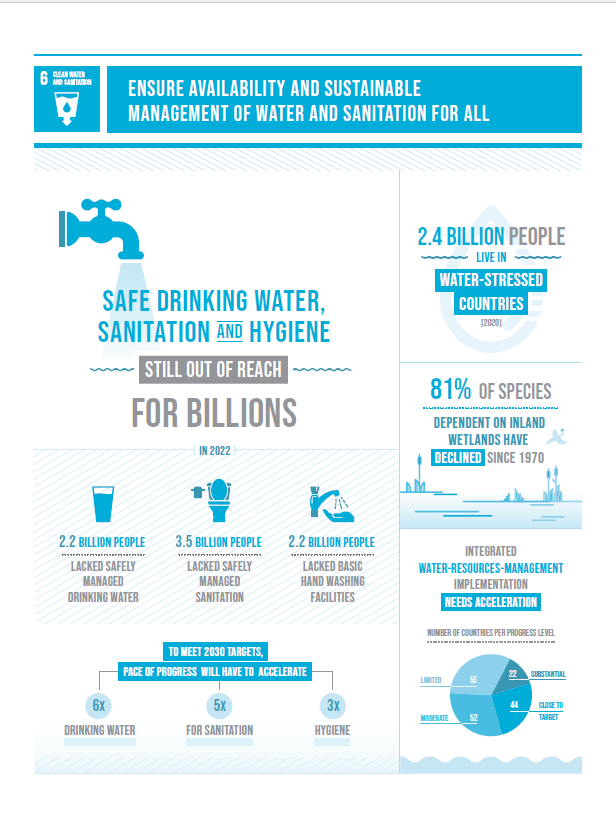 6 CLEAN WATER
AND SANITATION
ENSURE AVAILABILITY AND SUSTAINABLE
MANAGEMENT OF WATER AND SANITATION FOR ALL
SAFE DRINKING WATER,
SANITATION AND HYGIENE
STILL OUT OF REACH
FOR BILLIONS
IN 2022
2.2 BILLION PEOPLE
LACKED SAFELY
MANAGED
DRINKING WATER
3.5 BILLION PEOPLE
LACKED SAFELY
MANAGED
SANITATION
2.2 BILLION PEOPLE
LACKED BASIC
HAND WASHING
FACILITIES
TO MEET 2030 TARGETS,
PACE OF PROGRESS WILL HAVE TO ACCELERATE
6x
DRINKING WATER
5x
FOR SANITATION
3x
HYGIENE
2.4 BILLION PEOPLE
LIVE IN
WATER-STRESSED
COUNTRIES
(2020)
81% OF SPECIES
DEPENDENT ON INLAND
WETLANDS HAVE
DECLINED SINCE 1970
INTEGRATED
WATER-RESOURCES-MANAGEMENT
IMPLEMENTATION
NEEDS ACCELERATION
NUMBER OF COUNTRIES PER PROGRESS LEVEL
22 SUBSTANTIAL
LIMITED
44 CLOSE TO
TARGET
MODERATE 52